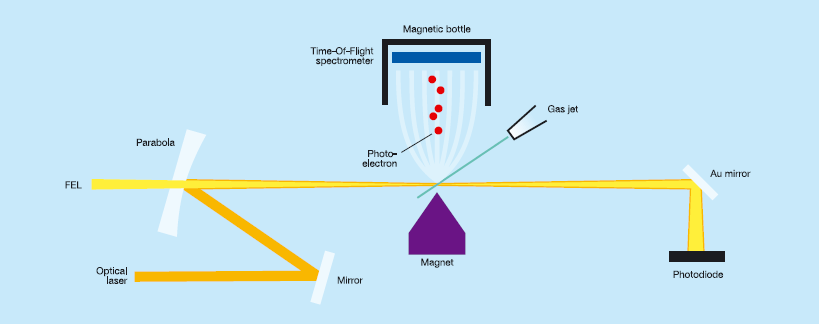 Magnetic bottle
Time-Of-Flight
spectrometer
Gas jet
Parabola
Photo-
electron
Au mirror
FEL
Optical
laser
Mirror
Magnet
Photodiode